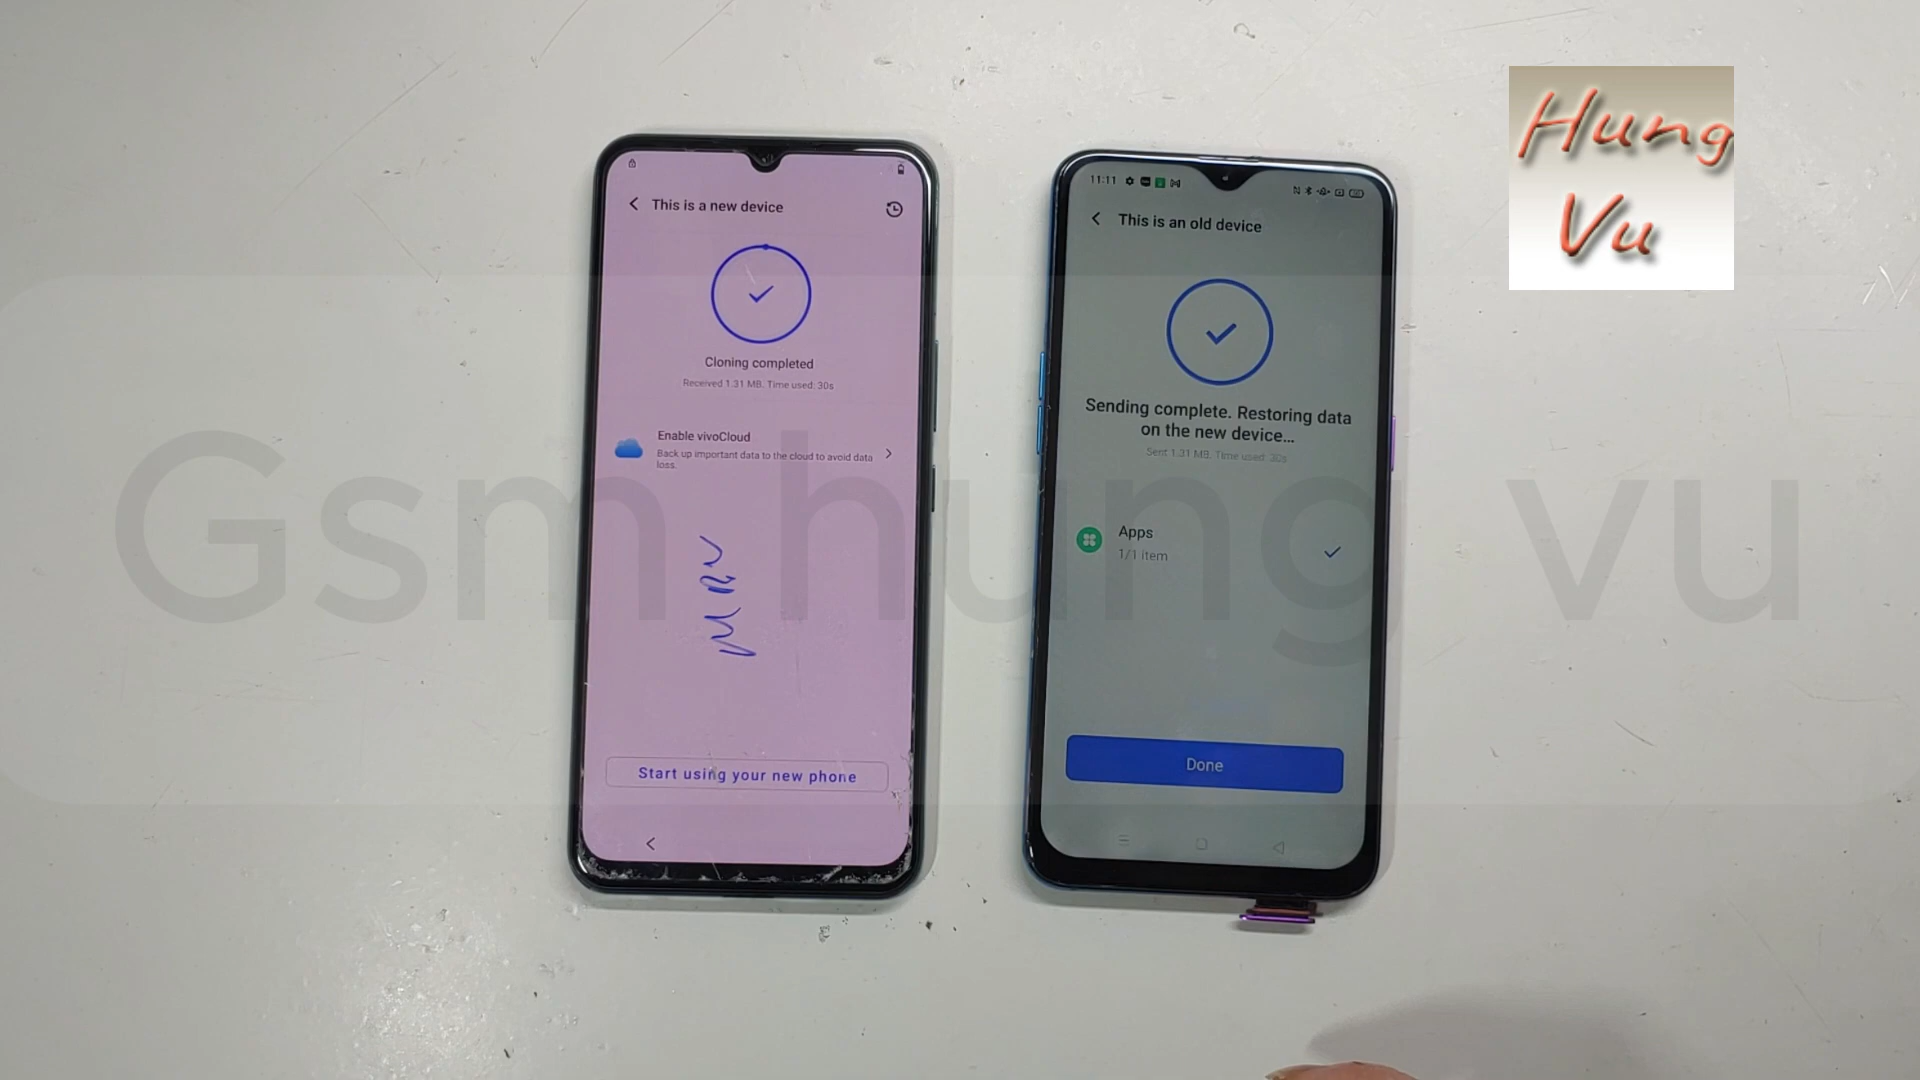 Hung
Vu
This is a new device
Cloning completed
Received 1.31 MB. Time used: 30s
Enable vivoCloud
Back up important data to the cloud to avoid data
loss.
Start using your new phone
11:11
This is an old device
Sending complete. Restoring data
on the new device...
Sent 1.31 MB. Time used: 30s
Apps
1/1 item
Done
Gsm hung vu